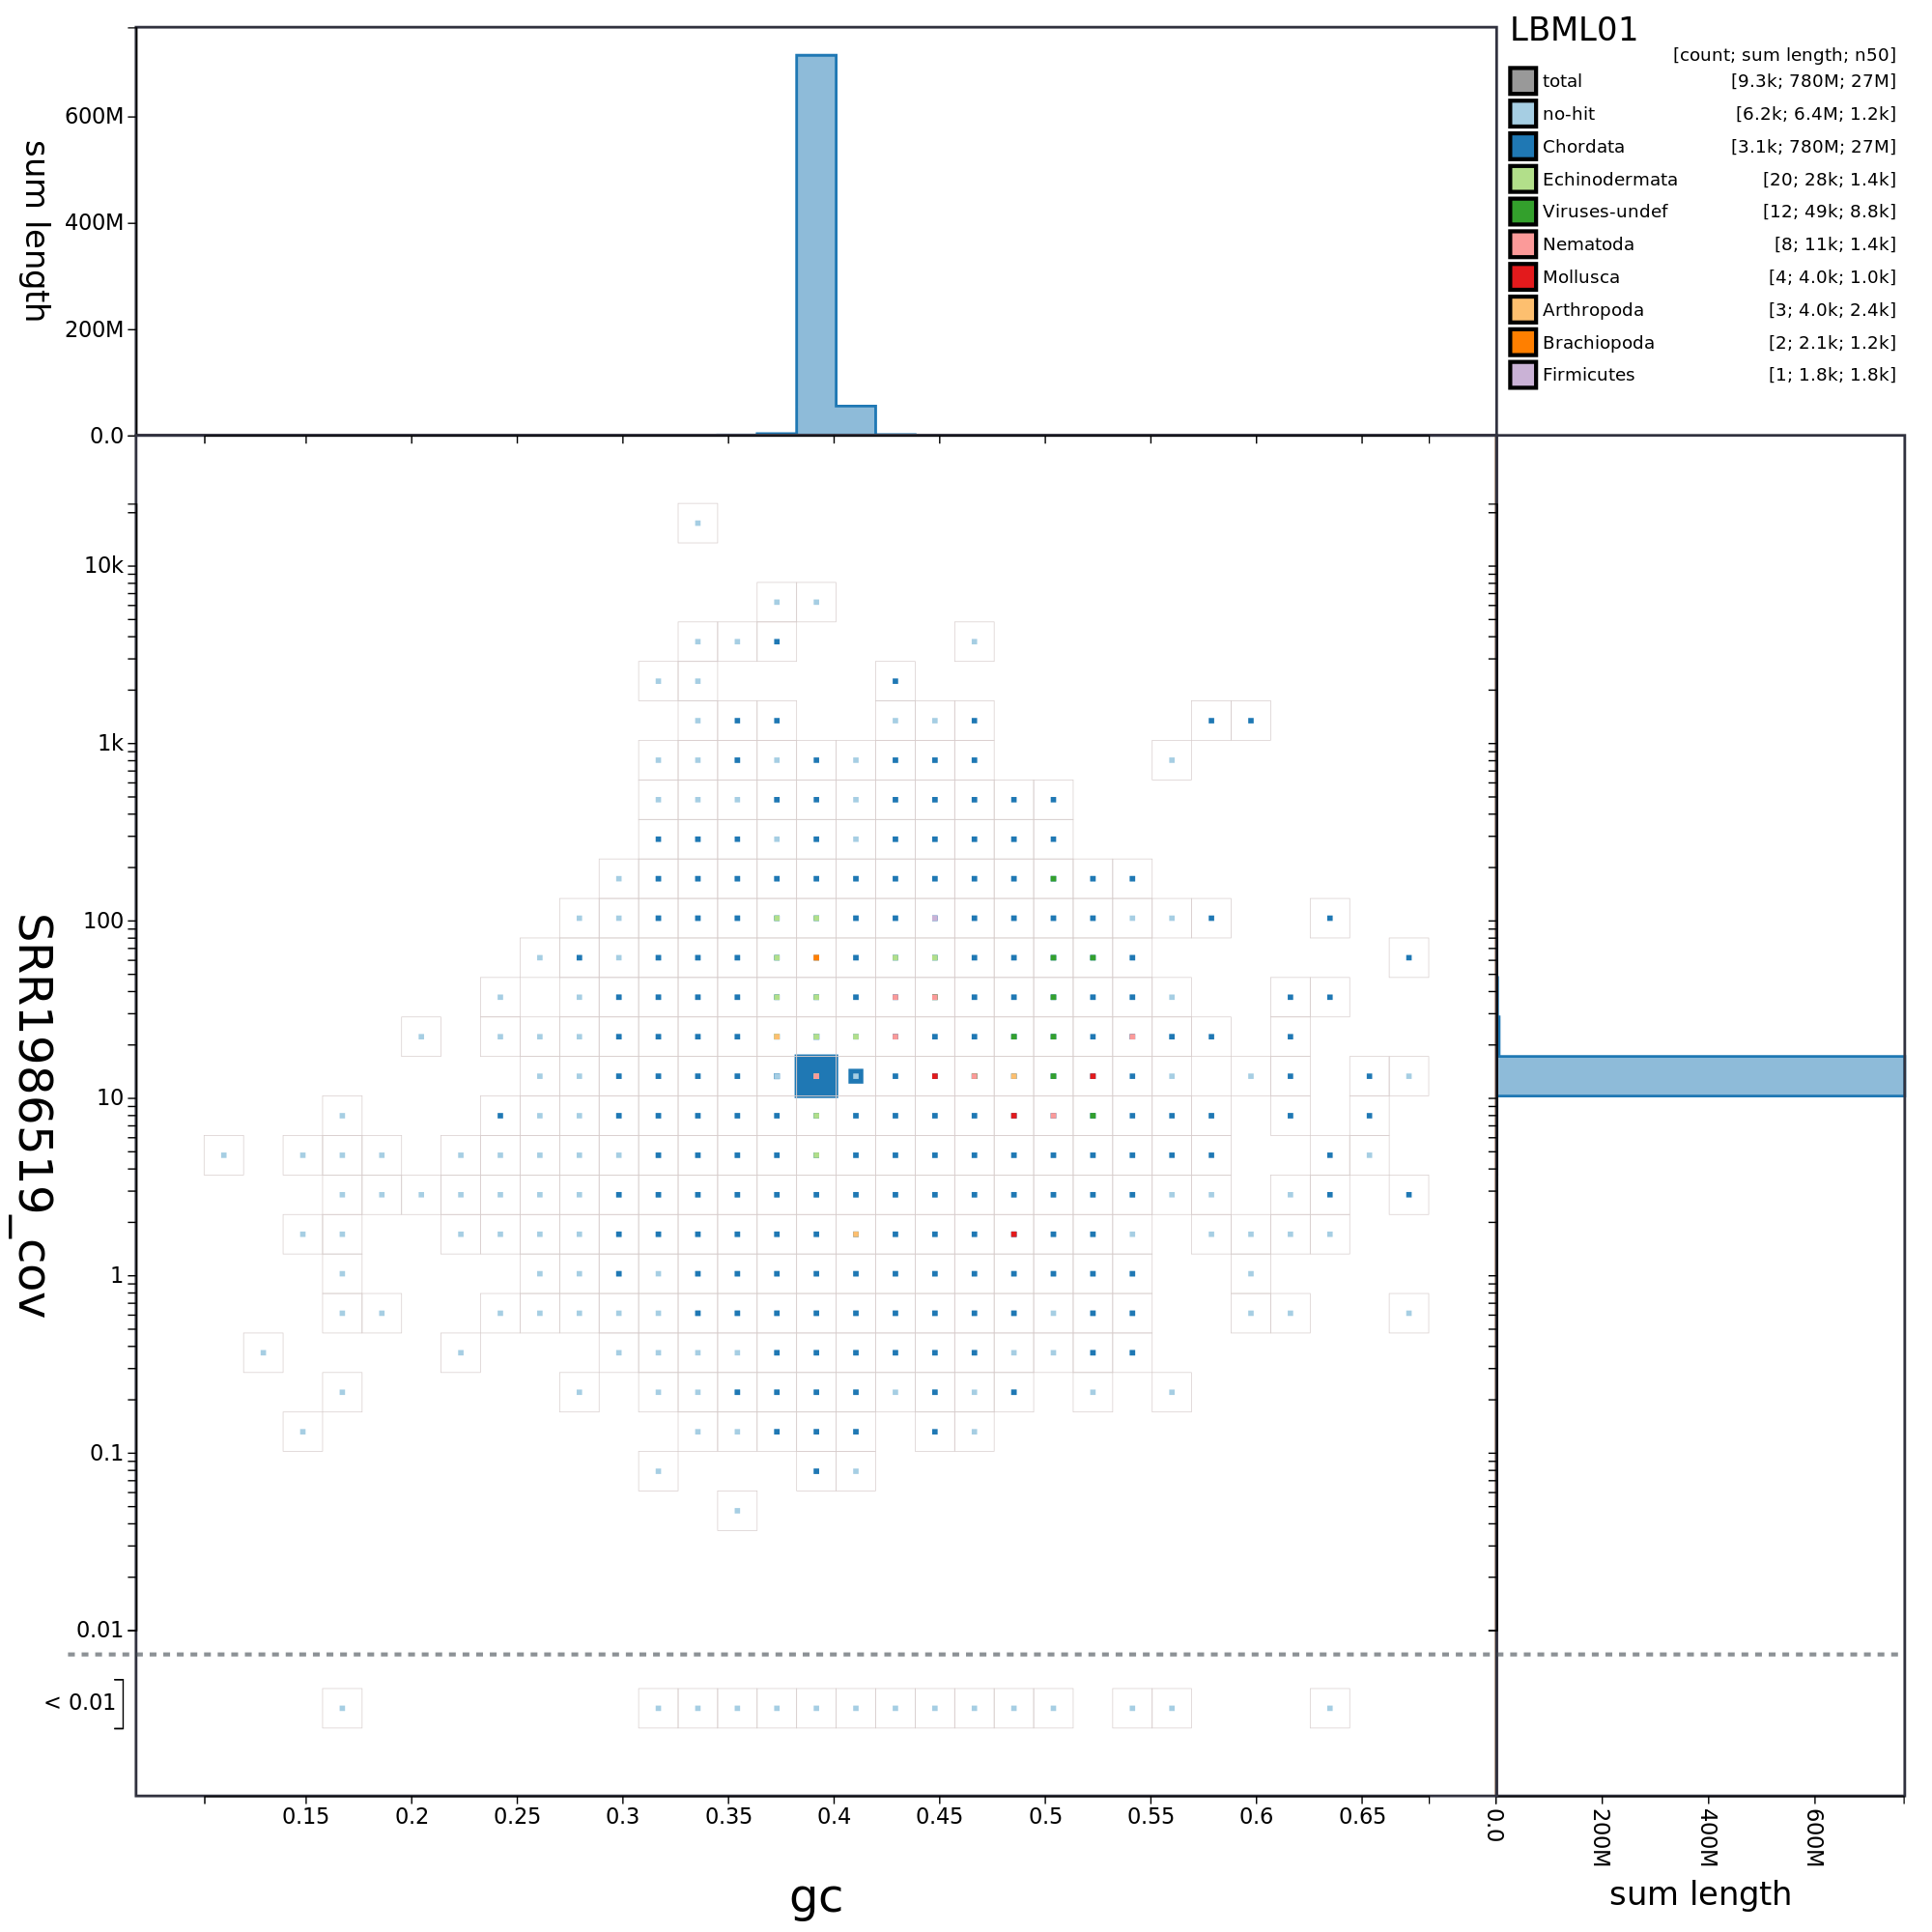 LBML01
[count; sum length; n50]
total [9.3k; 780M; 27M]
no-hit [6.2k; 6.4M; 1.2k]
Chordata [3.1k; 780M; 27M]
Echinodermata [20; 28k; 1.4k]
Viruses-undef [12; 49k; 8.8k]
Nematoda [8; 11k; 1.4k]
Mollusca [4; 4.0k; 1.0k]
Arthropoda [3; 4.0k; 2.4k]
Brachiopoda [2; 2.1k; 1.2k]
Firmicutes [1; 1.8k; 1.8k]
sum length
600M
400M
200M
0.0
SRR1986519_cov
10k
1k
100
10
1
0.1
0.01
< 0.01
0.15 0.2 0.25 0.3 0.35 0.4 0.45 0.5 0.55 0.6 0.65
gc
0.0 200M 400M 600M
sum length